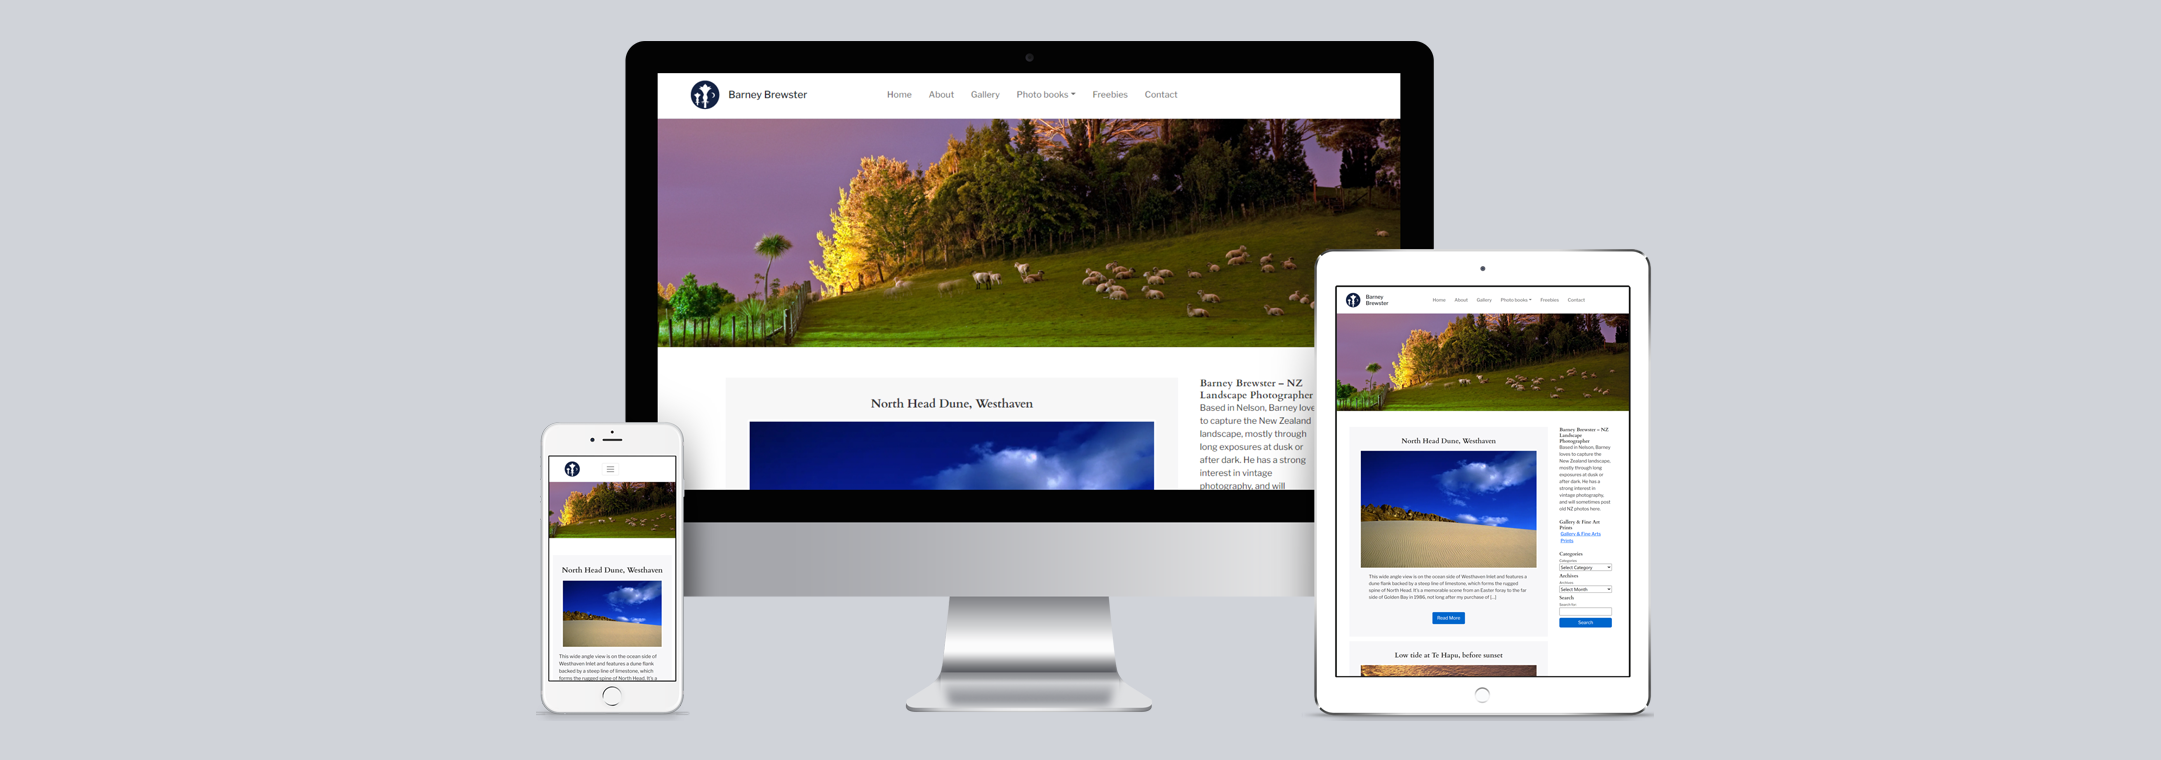 Barney Brewster
Home About Gallery Photo books Freebies Contact
North Head Dune, Westhaven
Barney Brewster – NZ
Landscape Photographer
Based in Nelson, Barney love
to capture the New Zealand
landscape, mostly through
long exposures at dusk or
after dark. He has a strong
interest in vintage
photography, and will
North Head Dune, Westhaven
This wide angle view is on the ocean side of
Westhaven Inlet and features a dune flank
backed by a steep line of limestone, which
forms the rugged spine of North Head. It's a
Barney
Brewster
Home About Gallery Photo books Freebies Contact
North Head Dune, Westhaven
This wide angle view is on the ocean side of Westhaven Inlet and features a
dune flank backed by a steep line of limestone, which forms the rugged
spine of North Head. It's a memorable scene from an Easter foray to the far
side of Golden Bay in 1986, not long after my purchase of [...]
Read More
Low tide at Te Hapu, before sunset
Barney Brewster – NZ
Landscape
Photographer
Based in Nelson, Barney
loves to capture the
New Zealand landscape,
mostly through long
exposures at dusk or
after dark. He has a
strong interest in
vintage photography,
and will sometimes post
old NZ photos here.
Gallery & Fine Art
Prints
Gallery & Fine Arts
Prints
Categories
Categories
Select Category
Archives
Archives
Select Month
Search
Search for:
Search